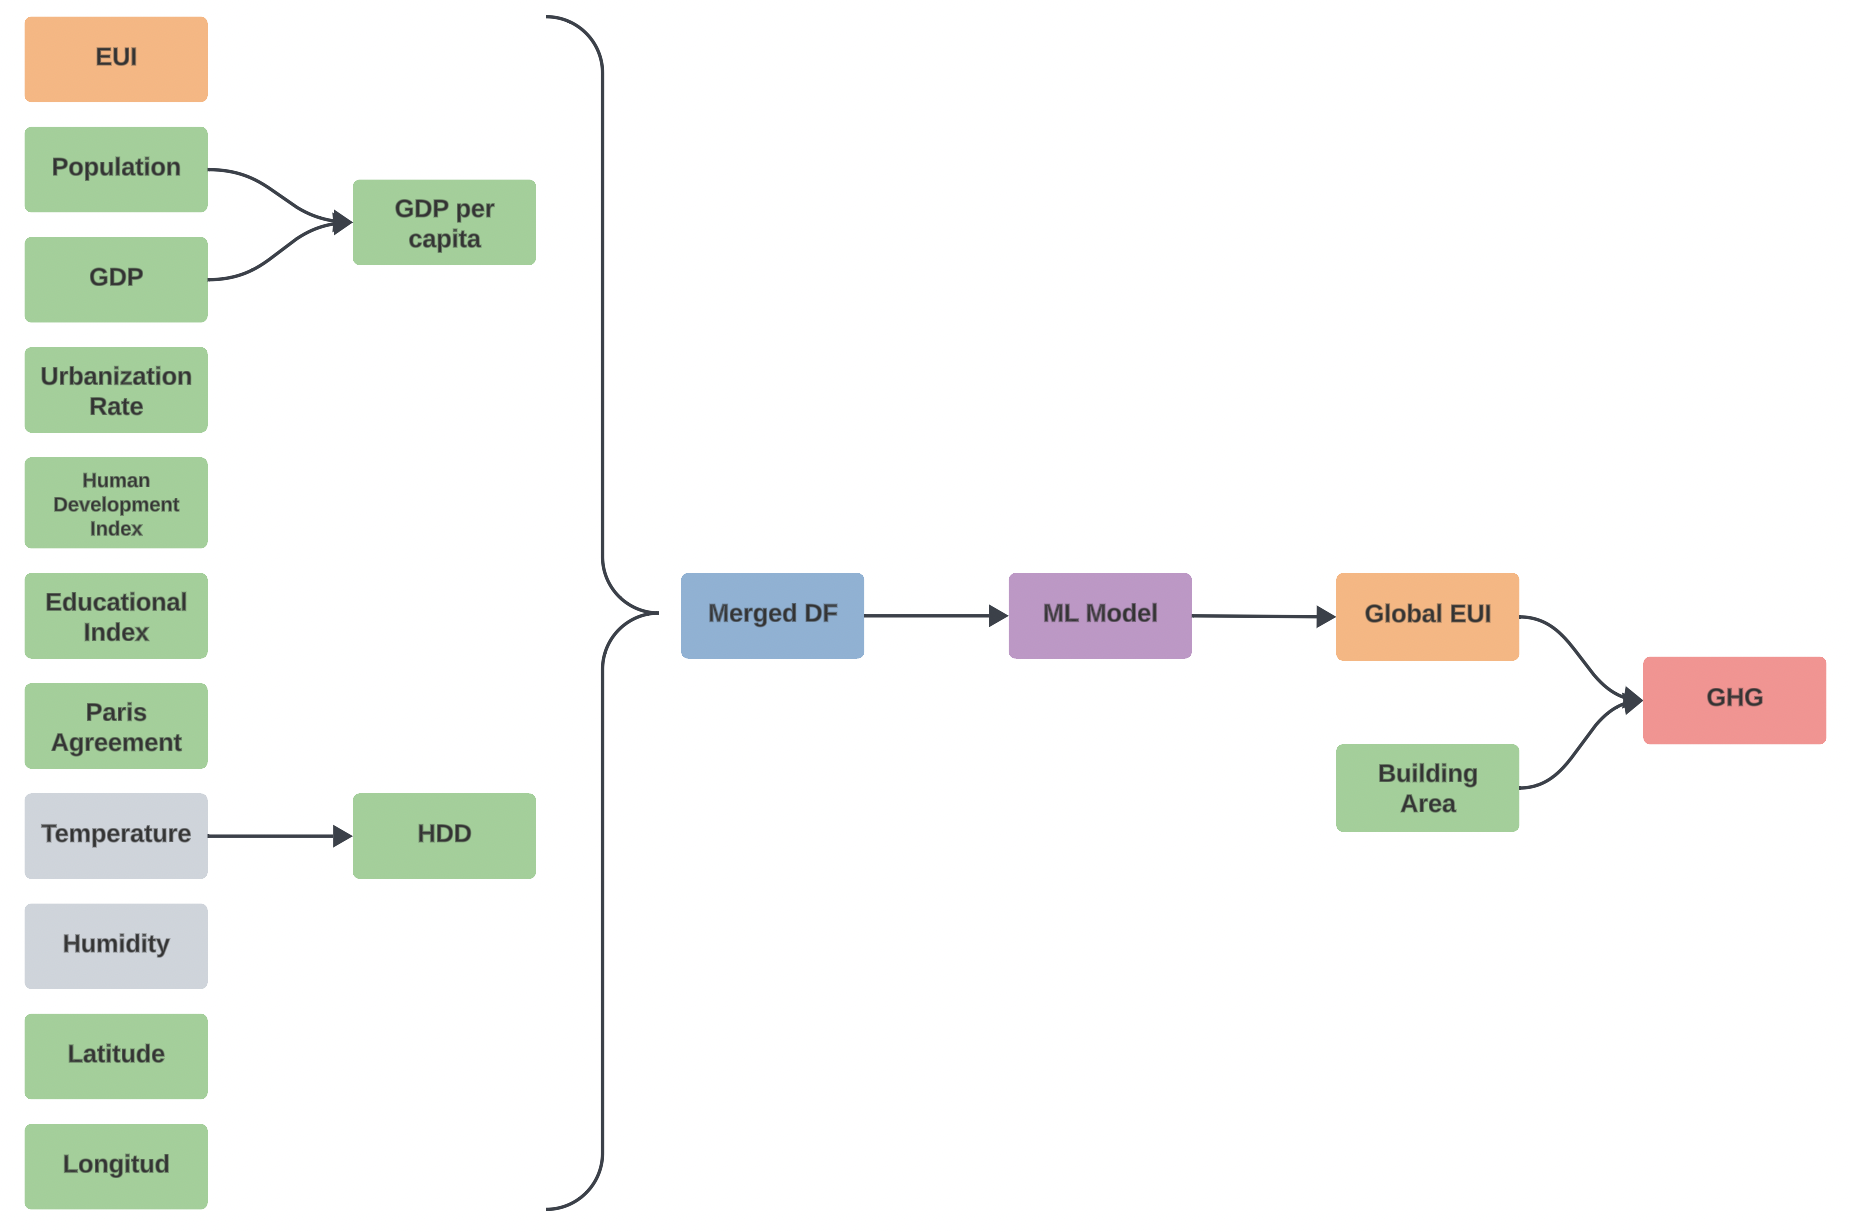 EUI
Population
GDP
GDP per
capita
Urbanization
Rate
Human
Development
Index
Educational
Index
Paris
Agreement
Temperature
HDD
Humidity
Latitude
Longitud
Merged DF
ML Model
Global EUI
Building
Area
GHG